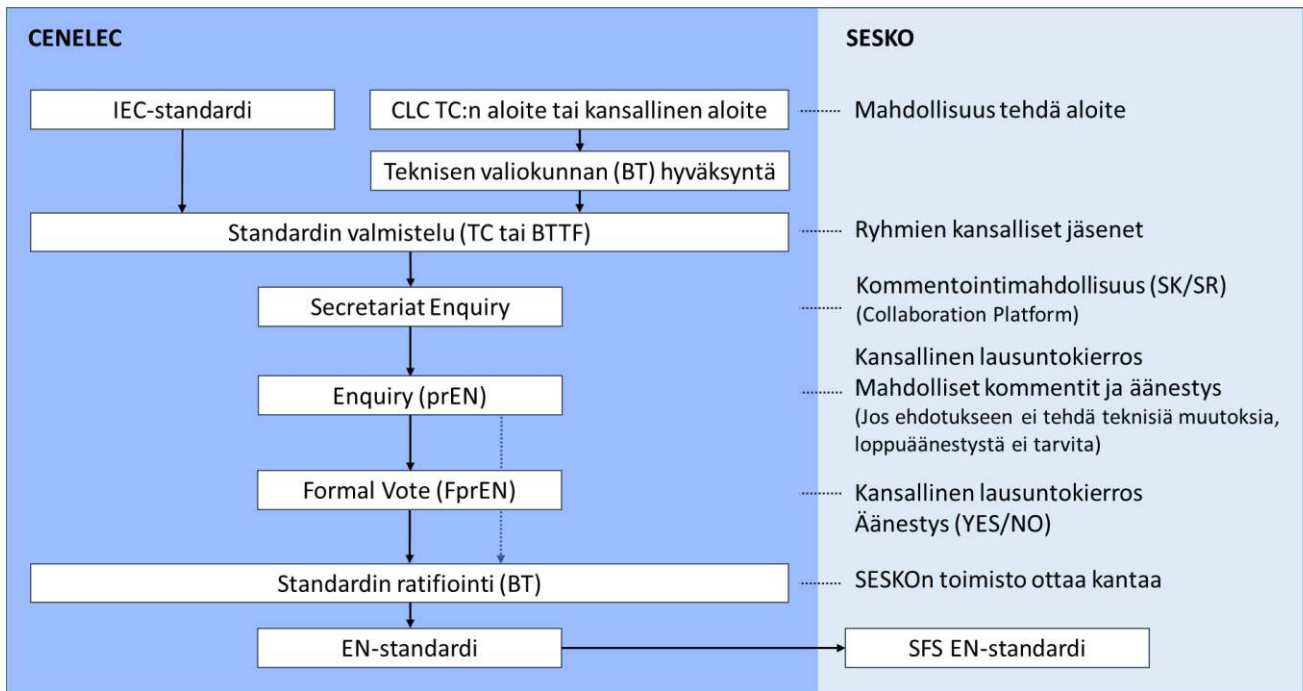 CENELEC
SESKO
IEC-standardi
CLC TC:n aloite tai kansallinen aloite
Mahdollisuus tehdä aloite
Teknisen valiokunnan (BT) hyväksyntä
Standardin valmistelu (TC tai BTTF)
Ryhmien kansalliset jäsenet
Secretariat Enquiry
Kommentointimahdollisuus (SK/SR)
(Collaboration Platform)
Enquiry (prEN)
Kansallinen lausuntokierros
Mahdolliset kommentit ja äänestys
(Jos ehdotukseen ei tehdä teknisiä muutoksia,
loppuäänestystä ei tarvita)
Formal Vote (FprEN)
Kansallinen lausuntokierros
Äänestys (YES/NO)
Standardin ratifiointi (BT)
SESKOn toimisto ottaa kantaa
EN-standardi
SFS EN-standardi